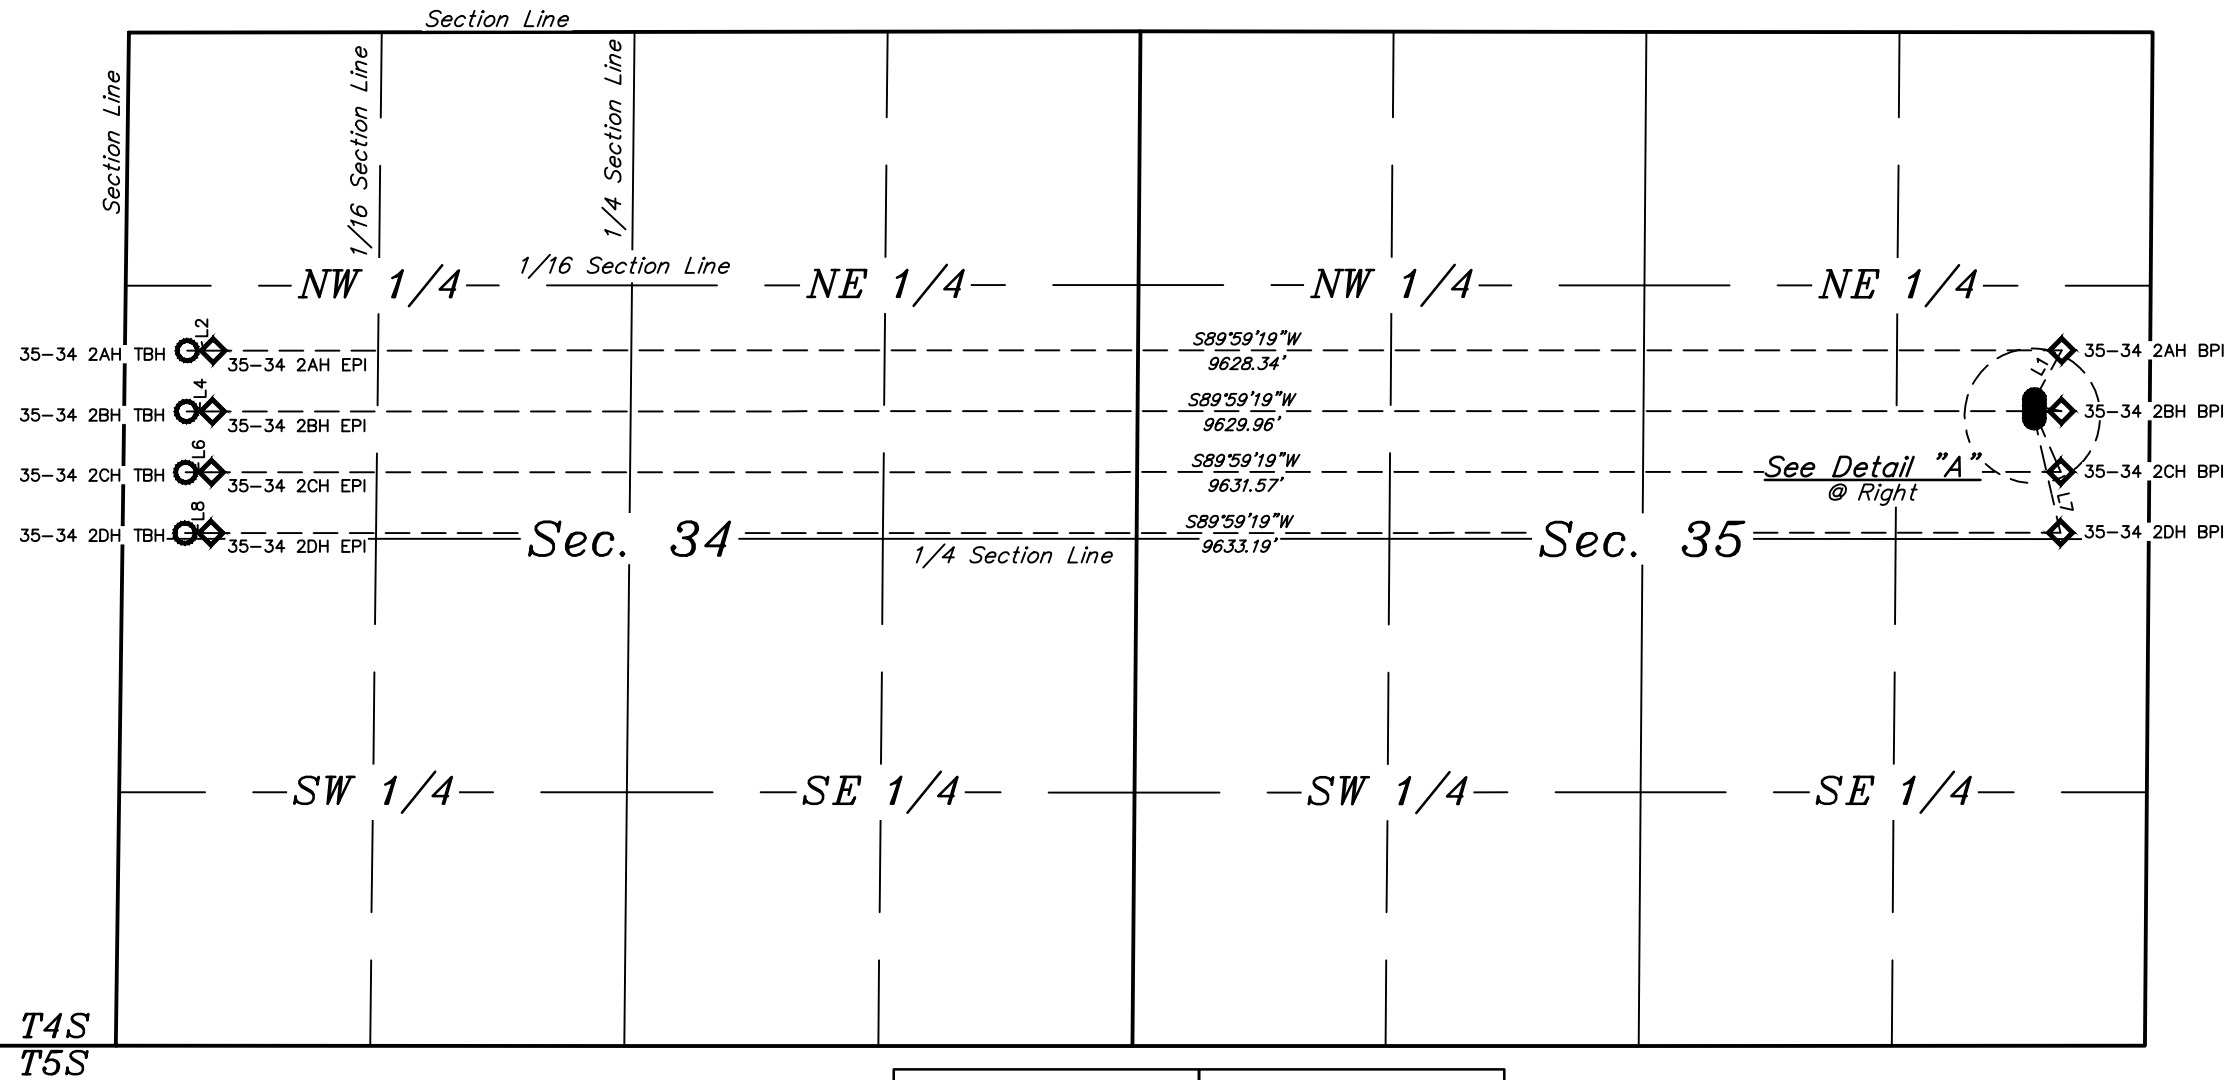 Section Line
Section Line
1/16 Section Line
1/4 Section Line
NW 1/4
1/16 Section Line
NE 1/4
NW 1/4
NE 1/4
35-34 2AH TBH
L2
35-34 2AH EPI
S89°59'19"W
9628.34'
L1
35-34 2AH BPI
35-34 2BH TBH
L4
35-34 2BH EPI
S89°59'19"W
9629.96'
35-34 2BH BPI
35-34 2CH TBH
L6
35-34 2CH EPI
S89°59'19"W
9631.57'
See Detail "A"
@ Right
35-34 2CH BPI
35-34 2DH TBH
L8
35-34 2DH EPI
Sec. 34
1/4 Section Line
S89°59'19"W
9633.19'
Sec. 35
L7
35-34 2DH BPI
SW 1/4
SE 1/4
SW 1/4
SE 1/4
T4S
T5S